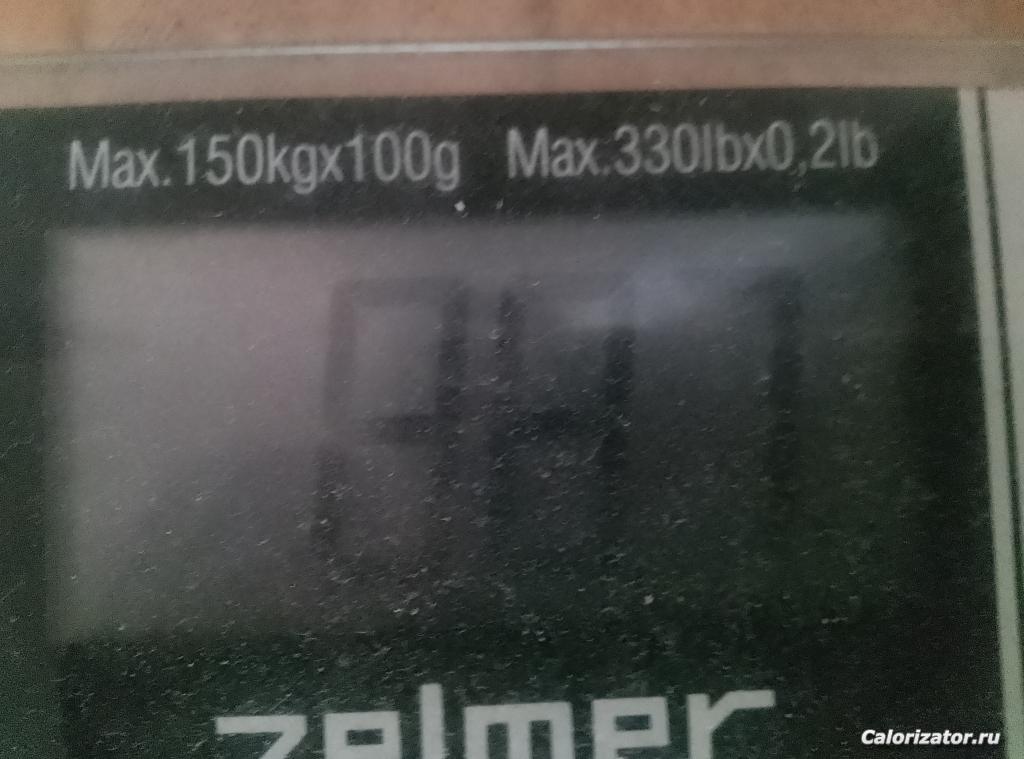 Max.150kgx100g Max.330lbx0,2lb
zelmer
Calorizator.ru